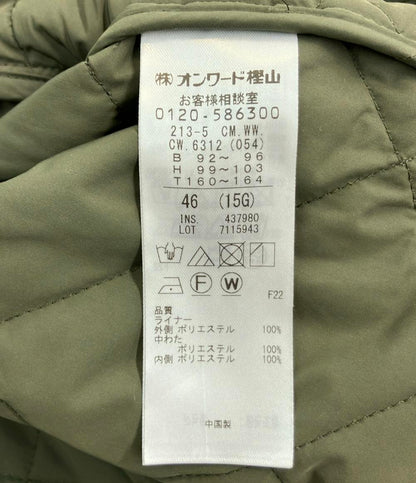 (株)オンワード樫山
お客様相談室
0120-586300
213-5 CM.WW.
CW.6312 (054)
B 92～ 96
H 99～103
T160～164
46 (15G)
INS. 437980
LOT 7115943
F W
F22
品質
ライナー
外側 ポリエステル 100%
中わた
ポリエステル 100%
内側 ポリエステル 100%
中国製